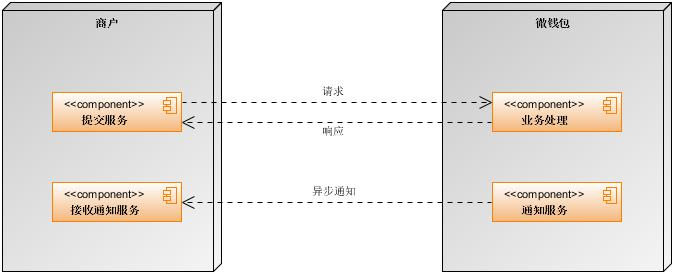 商户
微钱包
<<component>>
提交服务
请求
响应
<<component>>
业务处理
<<component>>
接收通知服务
异步通知
<<component>>
通知服务